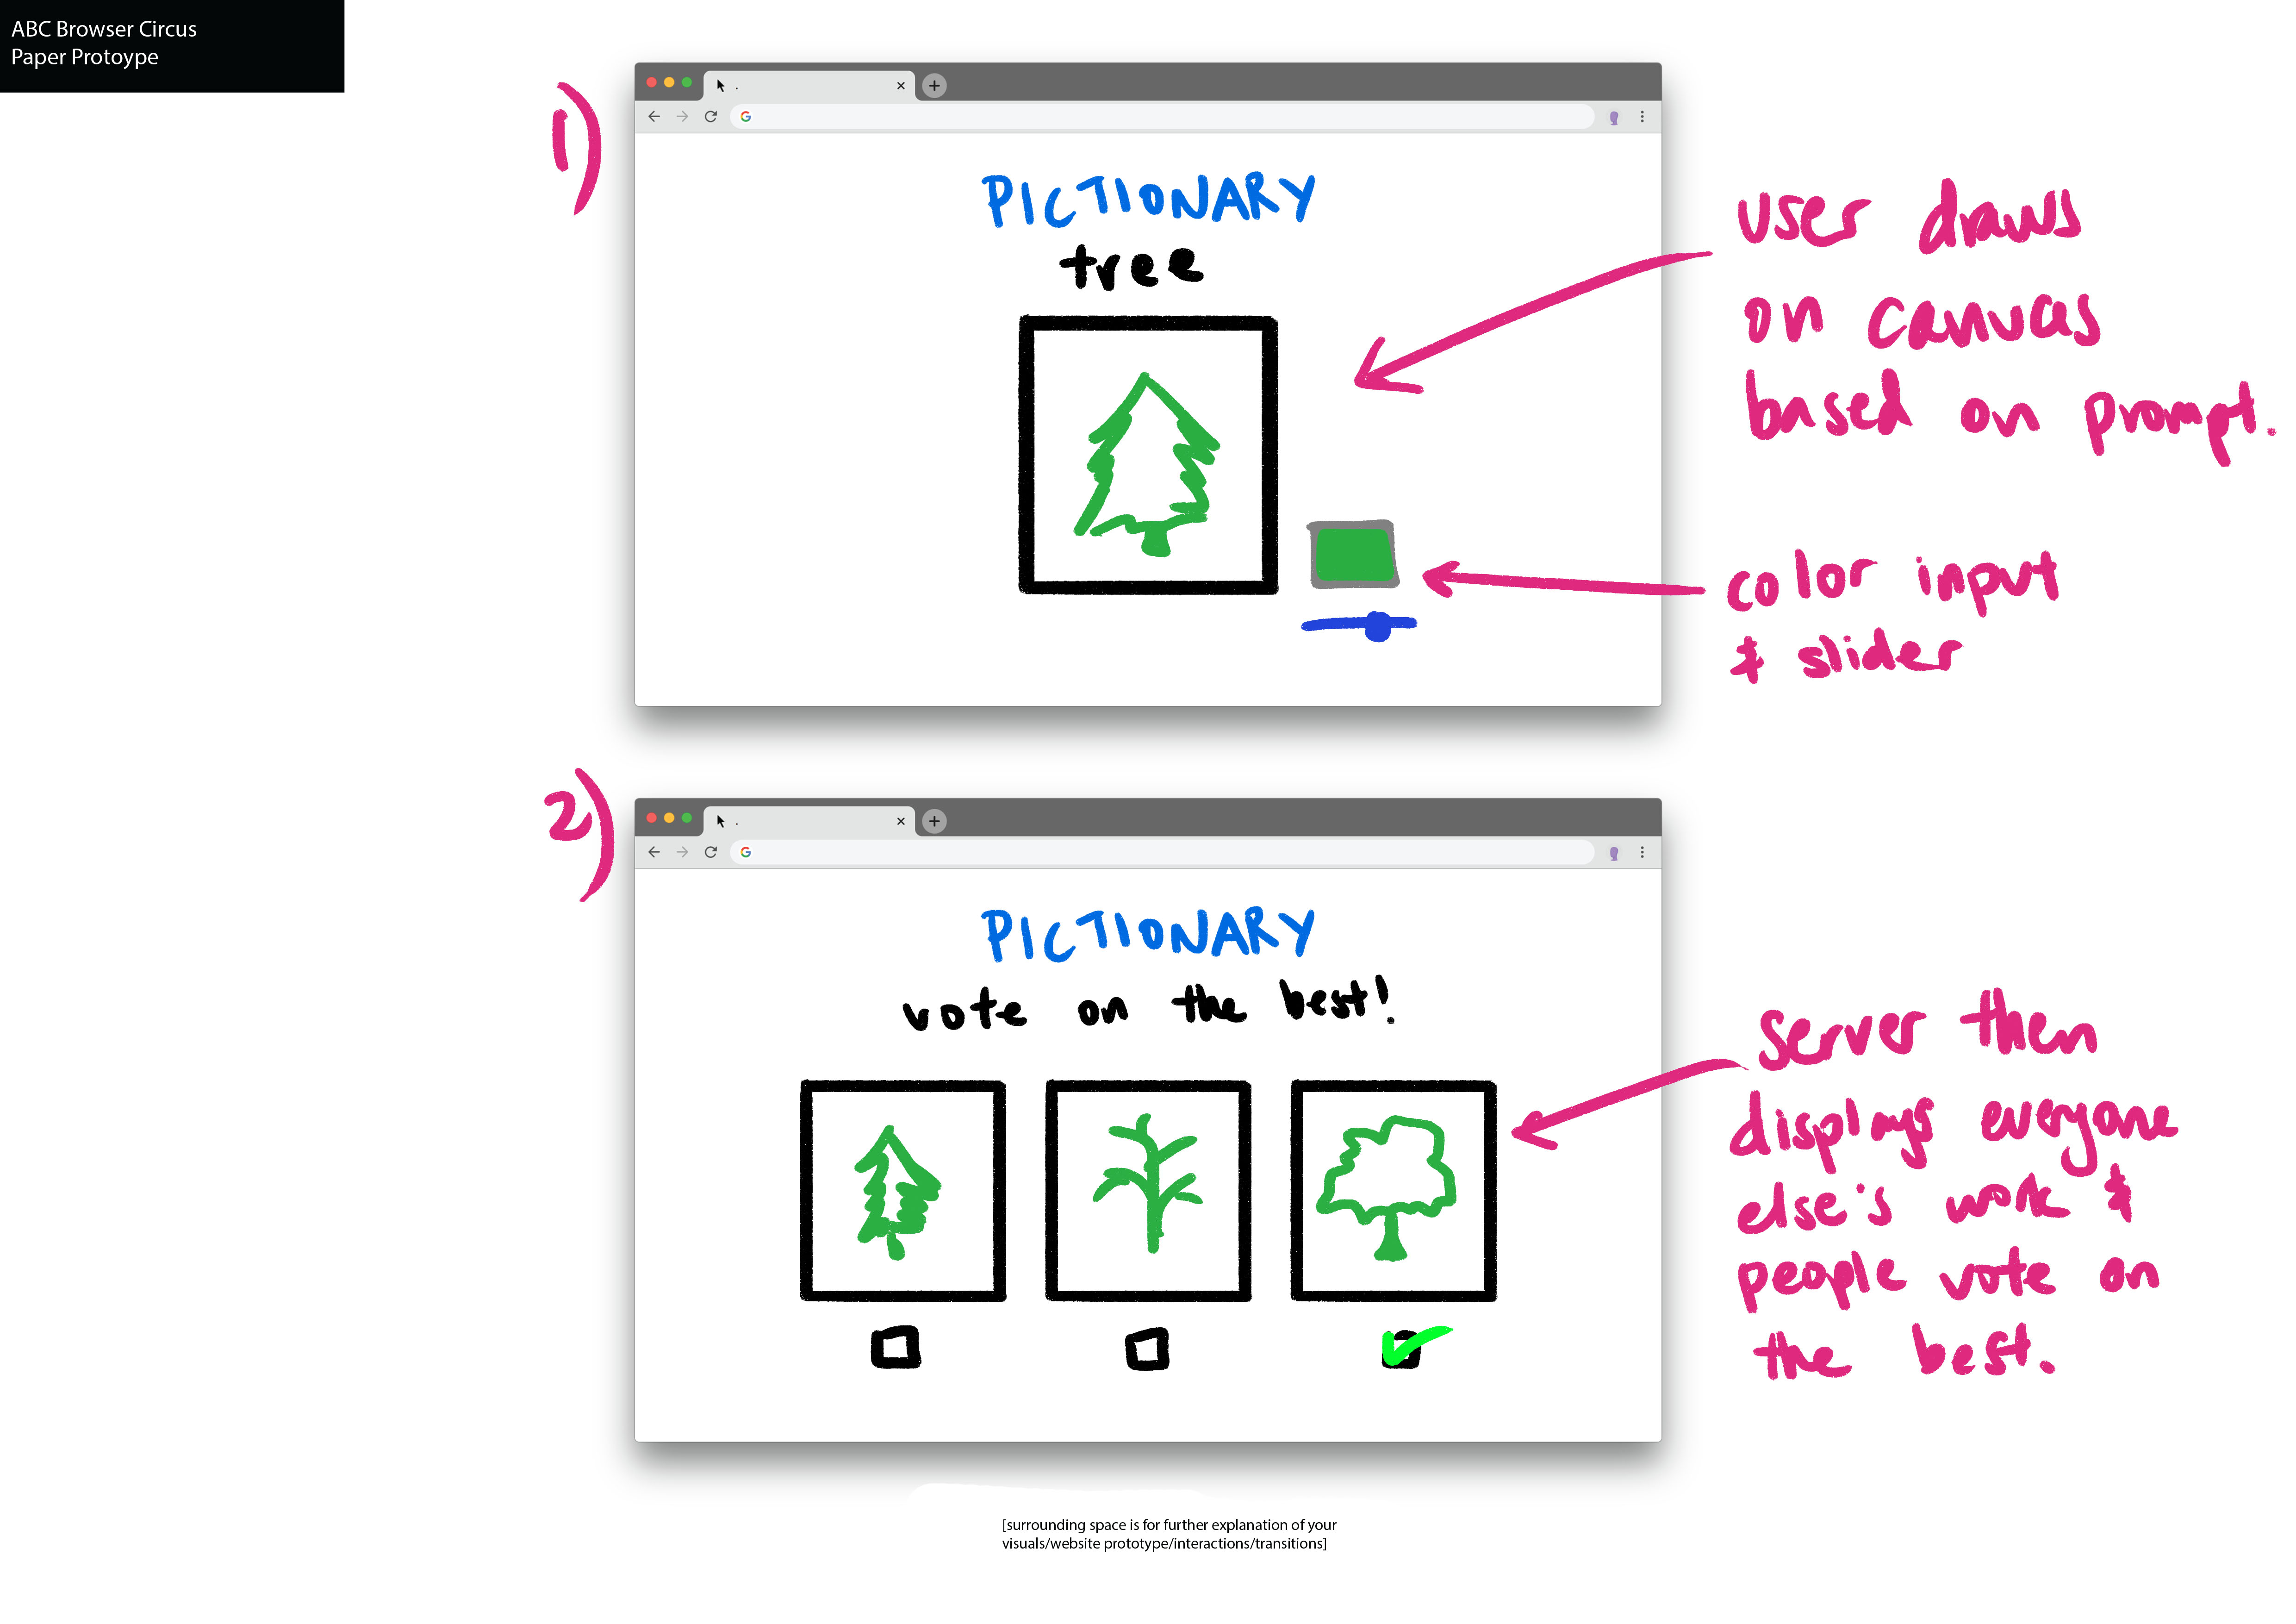 ABC Browser Circus
Paper Protoype
1)
PICTIONARY
tree
user draws
on canvas
based on prompt.
color input
& slider
2)
PICTIONARY
vote on the best!
server then
displays everyone
else's work &
people vote on
the best.
[surrounding space is for further explanation of your
visuals/website prototype/interactions/transitions]